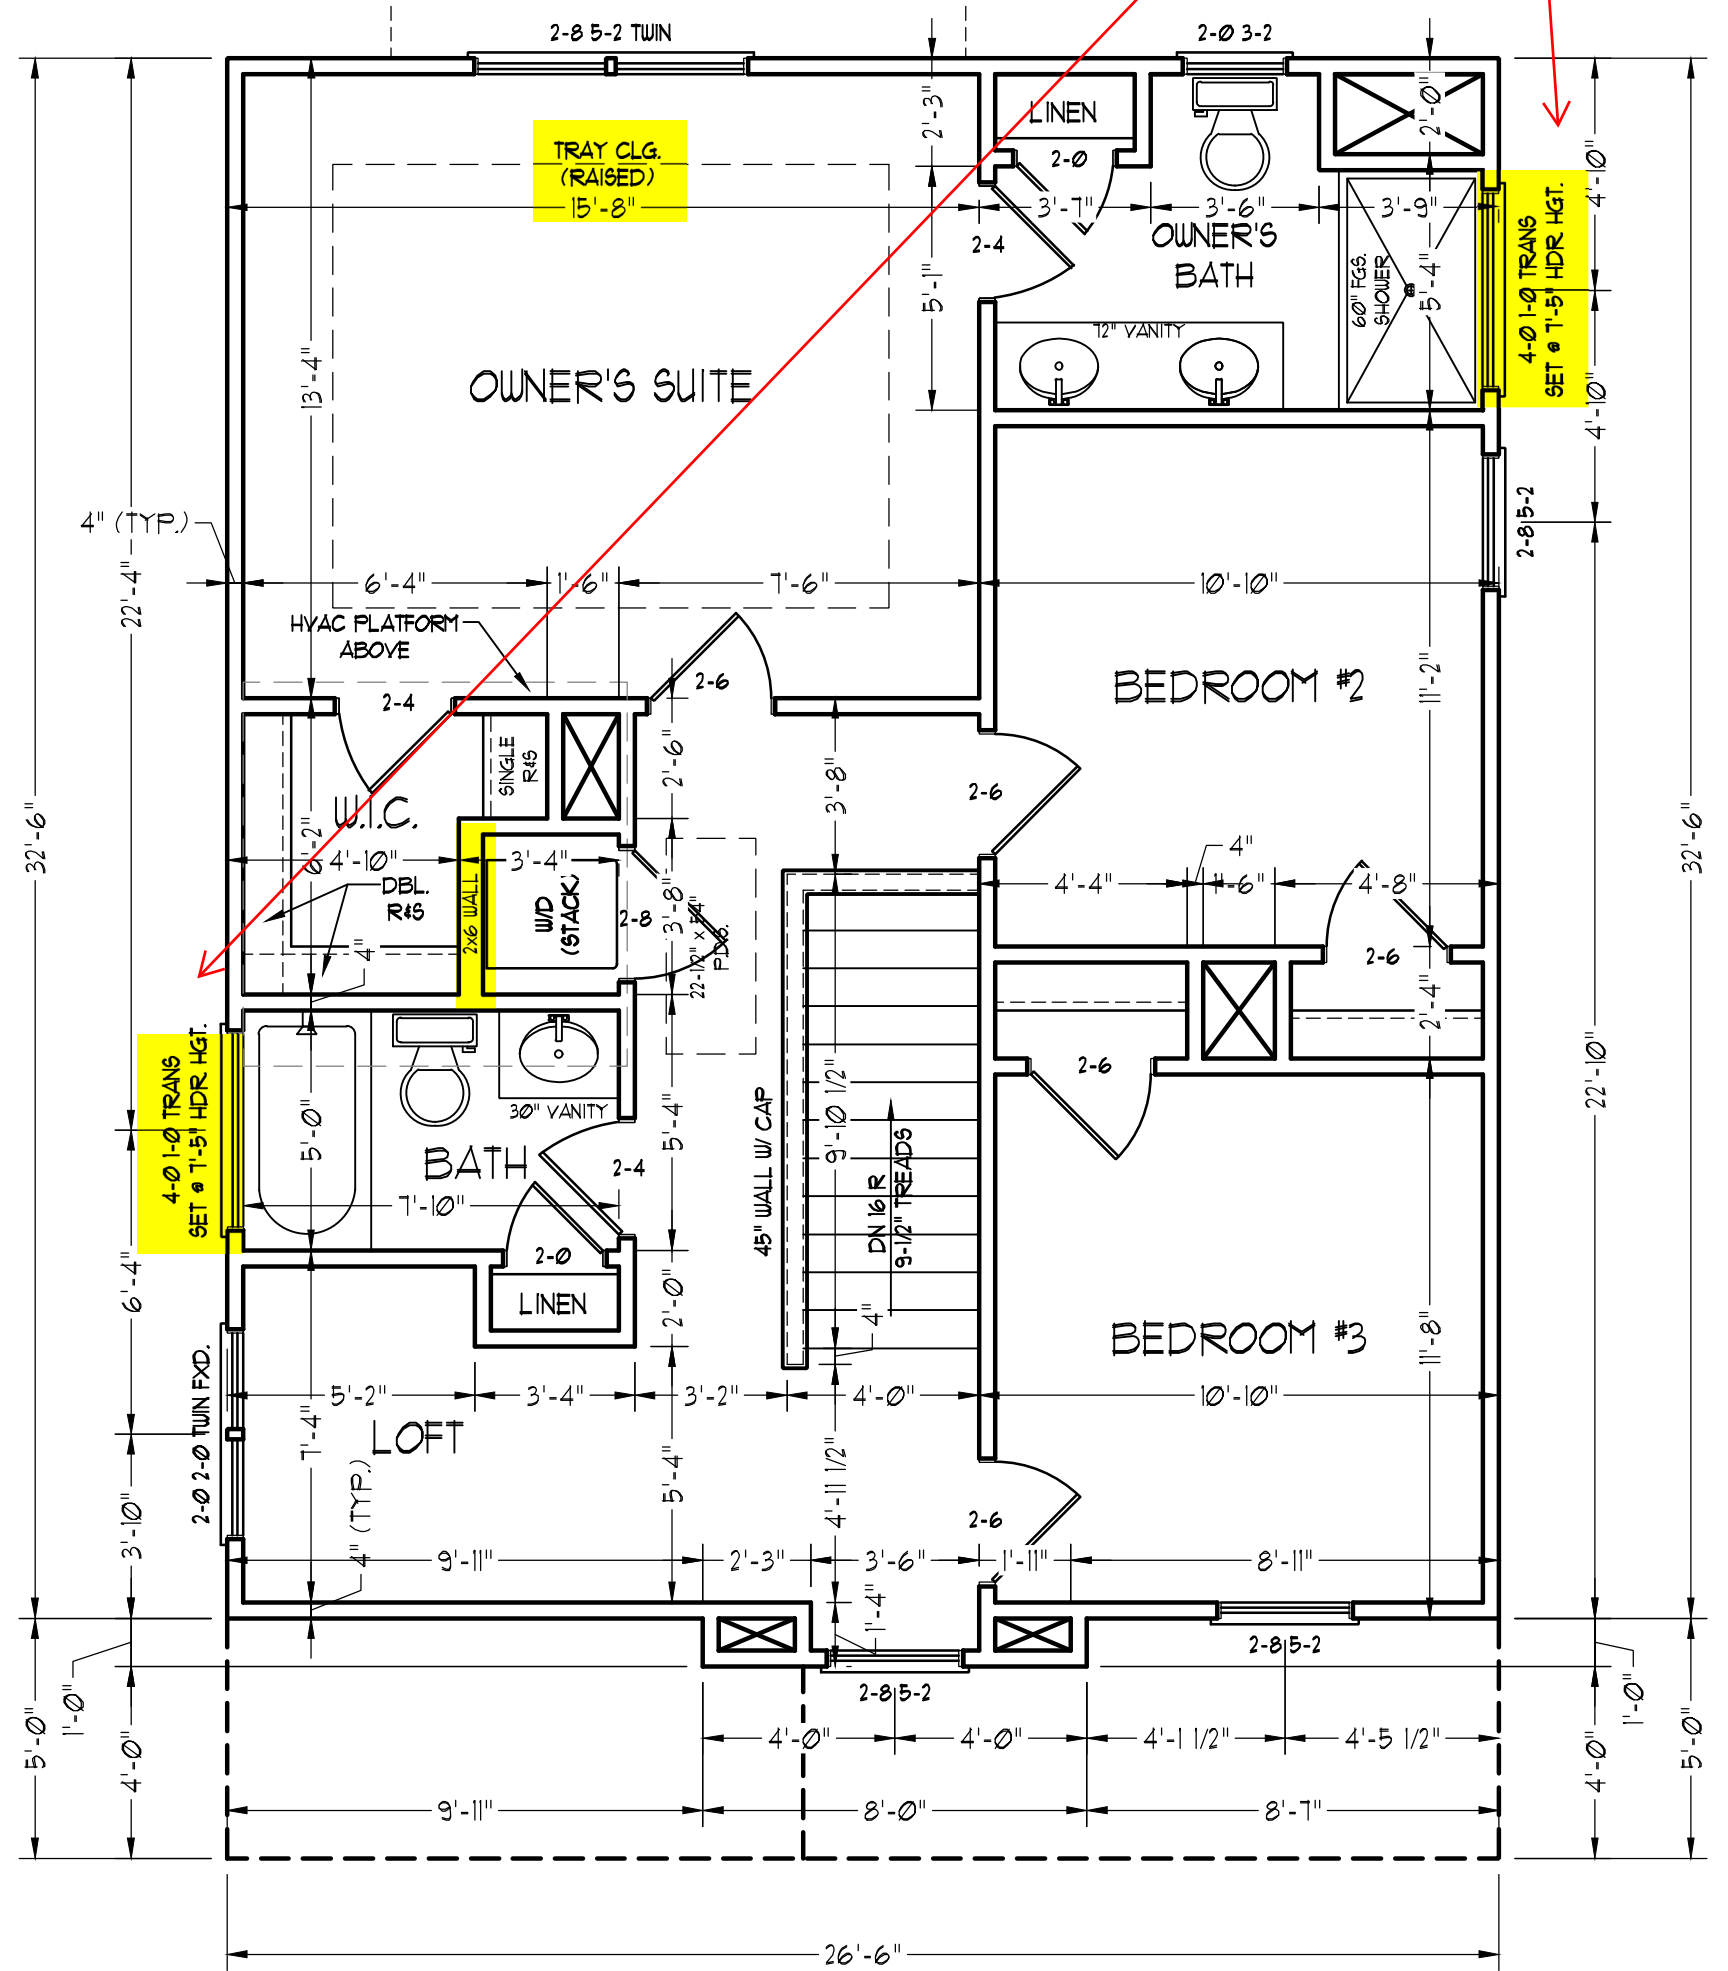 2-8 5-2 TWIN
2-0 3-2
TRAY CLG.
(RAISED)
15'-8"
2'-3"
LINEN
2-0
2'-0"
4'-10"
3'-7"
3'-6"
3'-9"
2-4
OWNER'S
BATH
5'-1"
60" FGS.
SHOWER
5'-4"
4-0 1-0 TRANS
SET @ 7'-5" HDR HGT.
72" VANITY
13'-4"
OWNER'S SUITE
4'-10"
4" (TYP.)
2-8 5-2
22'-4"
6'-4"
1'-6"
7'-6"
10'-10"
HVAC PLATFORM
ABOVE
2-4
2-6
BEDROOM #2
11'-2"
SINGLE
R&S
2'-6"
3'-8"
2-6
W.I.C.
6'-2"
32'-6"
32'-6"
4'-10"
3'-4"
4"
DBL.
R&S
2x6 WALL
W/D
(STACK)
2-8
3'-8"
22-1/2" x 54"
P.D.S.
4'-4"
1'-6"
4'-8"
4"
2-6
2'-4"
4-0 1-0 TRANS
SET @ 7'-5" HDR HGT.
5'-0"
30" VANITY
BATH
7'-10"
2-4
5'-4"
45" WALL W/ CAP
9'-10 1/2"
DN 16 R
9-1/2" TREADS
2-6
22'-10"
2-0
LINEN
2'-0"
4"
6'-4"
BEDROOM #3
11'-8"
2-0 2-0 TWIN FXD.
5'-2"
3'-4"
3'-2"
4'-0"
10'-10"
7'-4"
LOFT
4" (TYP.)
5'-4"
4'-11 1/2"
3'-10"
2-6
9'-11"
2'-3"
3'-6"
1'-11"
8'-11"
1'-4"
2-8 5-2
2-8 5-2
1'-0"
1'-0"
5'-0"
4'-0"
4'-0"
4'-0"
4'-1 1/2"
4'-5 1/2"
4'-0"
5'-0"
9'-11"
8'-0"
8'-7"
26'-6"